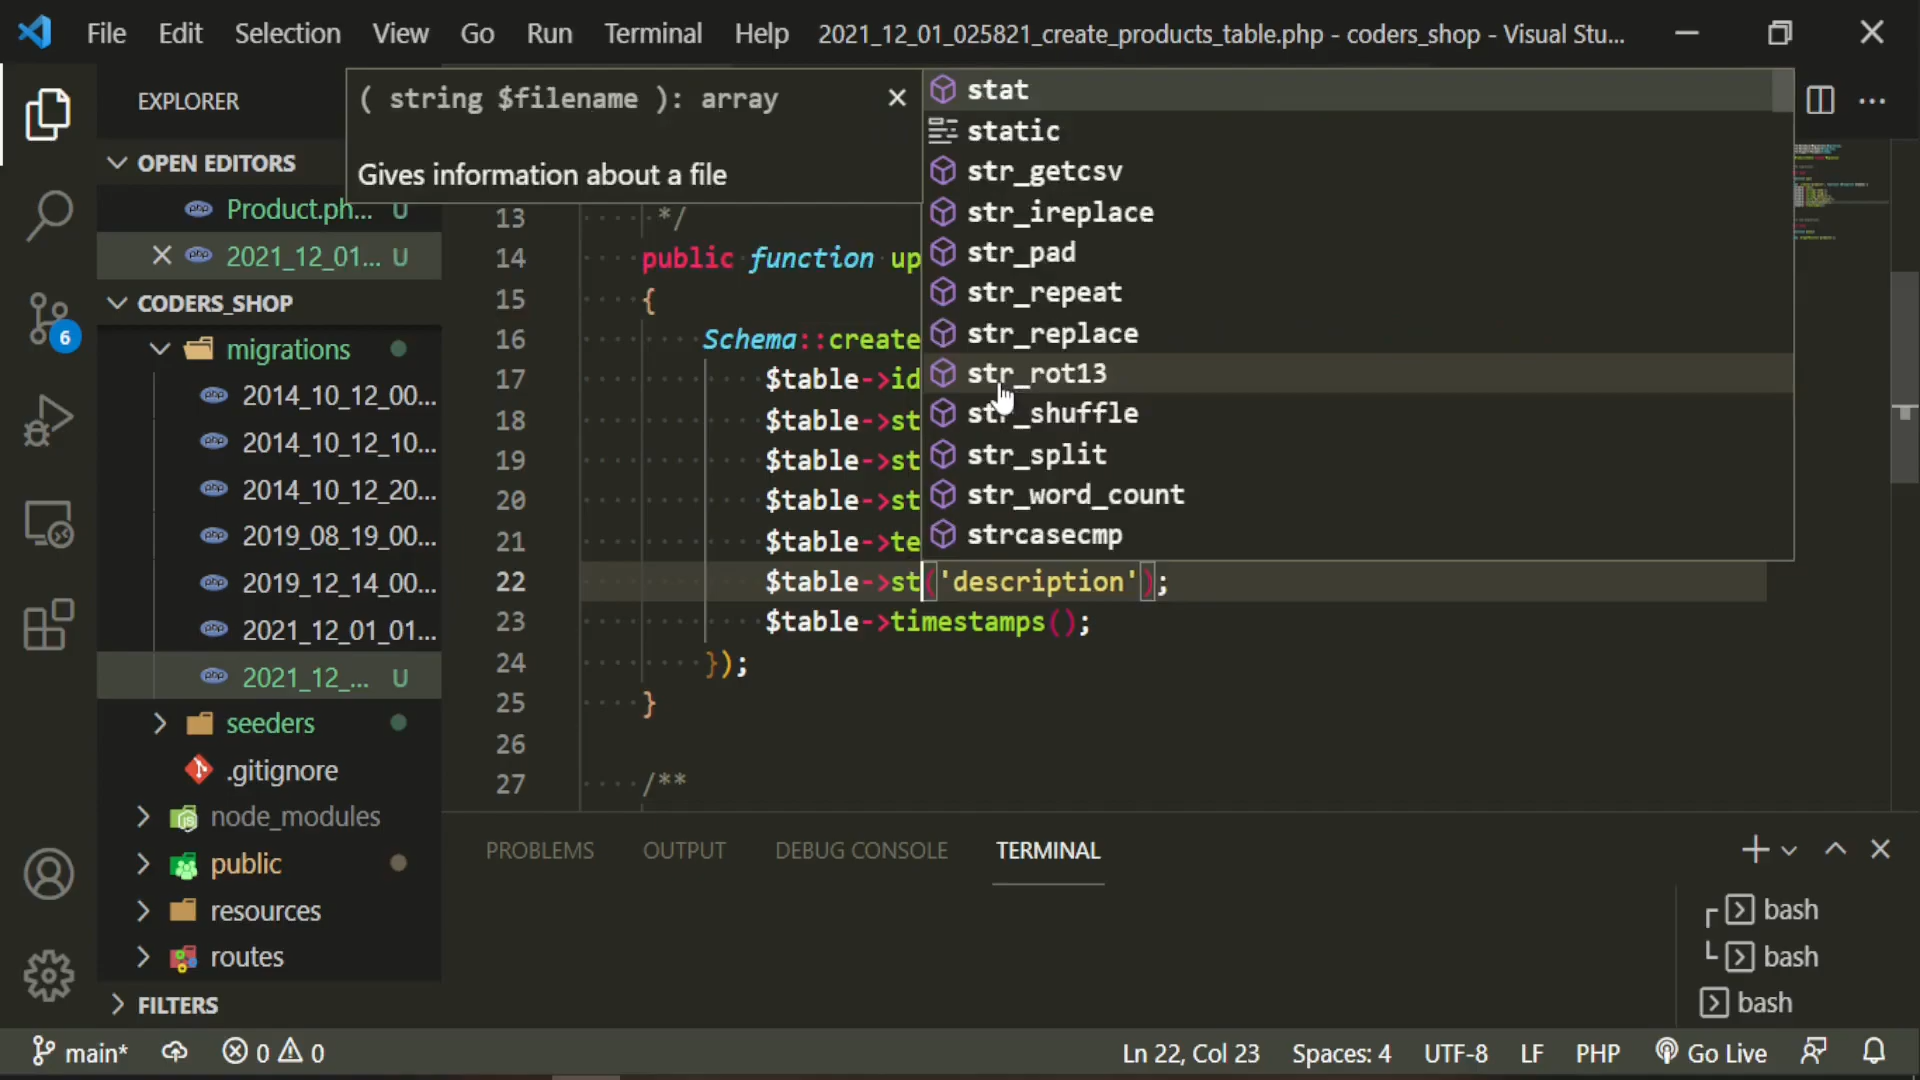 File Edit Selection View Go Run Terminal Help 2021_12_01_025821_create_products_table.php - coders_shop - Visual Stu...
EXPLORER
OPEN EDITORS
Product.ph... U
2021_12_01... U
CODERS_SHOP
migrations
2014_10_12_00...
2014_10_12_10...
2014_10_12_20...
2019_08_19_00...
2019_12_14_00...
2021_12_01_01...
2021_12_... U
seeders
.gitignore
node_modules
public
resources
routes
FILTERS
6
( string $filename ): array
Gives information about a file
stat
static
str_getcsv
str_ireplace
str_pad
str_repeat
str_replace
str_rot13
str_shuffle
str_split
str_word_count
strcasecmp
13 */
14 public function up
15 {
16 Schema::create
17 $table->id
18 $table->st
19 $table->st
20 $table->st
21 $table->te
22 $table->st('description');
23 $table->timestamps();
24 });
25 }
26
27 /**
PROBLEMS OUTPUT DEBUG CONSOLE TERMINAL
bash
bash
bash
main* 0 0 Ln 22, Col 23 Spaces: 4 UTF-8 LF PHP Go Live